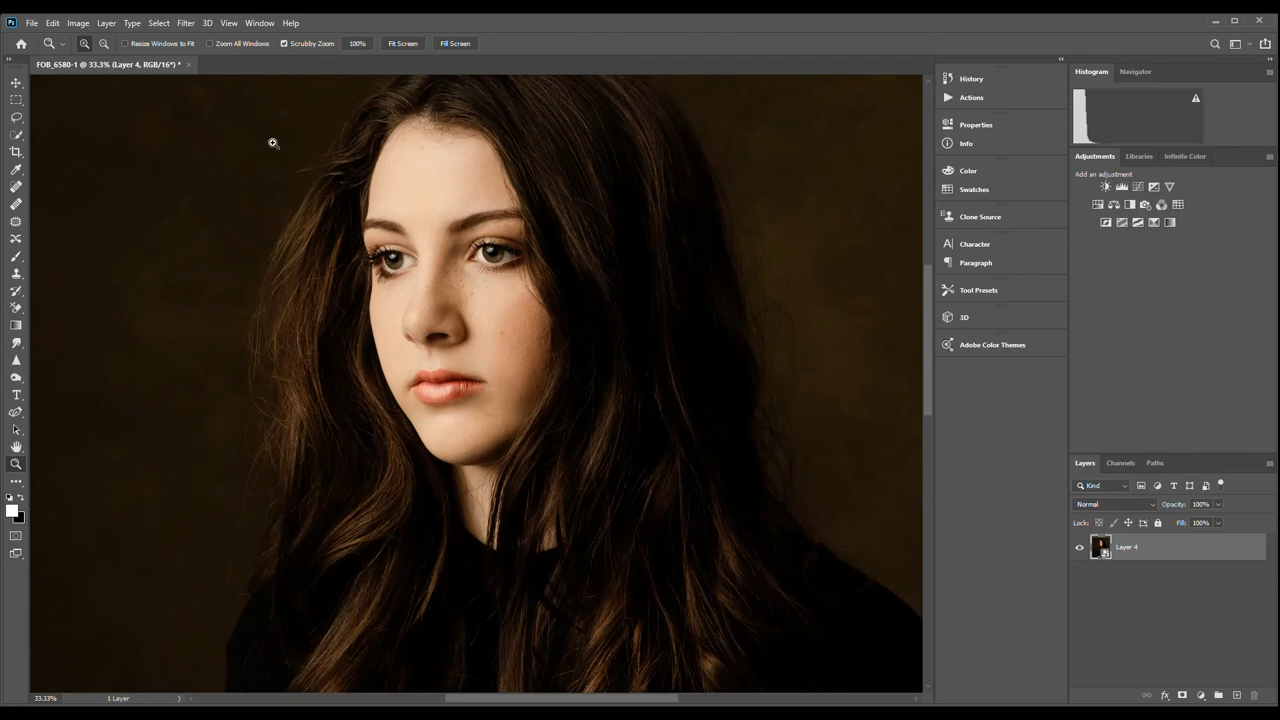 Ps File Edit Image Layer Type Select Filter 3D View Window Help
Resize Windows to Fit Zoom All Windows Scrubby Zoom 100% Fit Screen Fill Screen
FOB_6580-1 @ 33.3% (Layer 4, RGB/16*) * ×
History
Actions
Properties
Info
Color
Swatches
Clone Source
Character
Paragraph
Tool Presets
3D
Adobe Color Themes
Histogram Navigator
Adjustments Libraries Infinite Color
Add an adjustment
Layers Channels Paths
Kind
Normal Opacity: 100%
Lock: Fill: 100%
Layer 4
33.33% 1 Layer